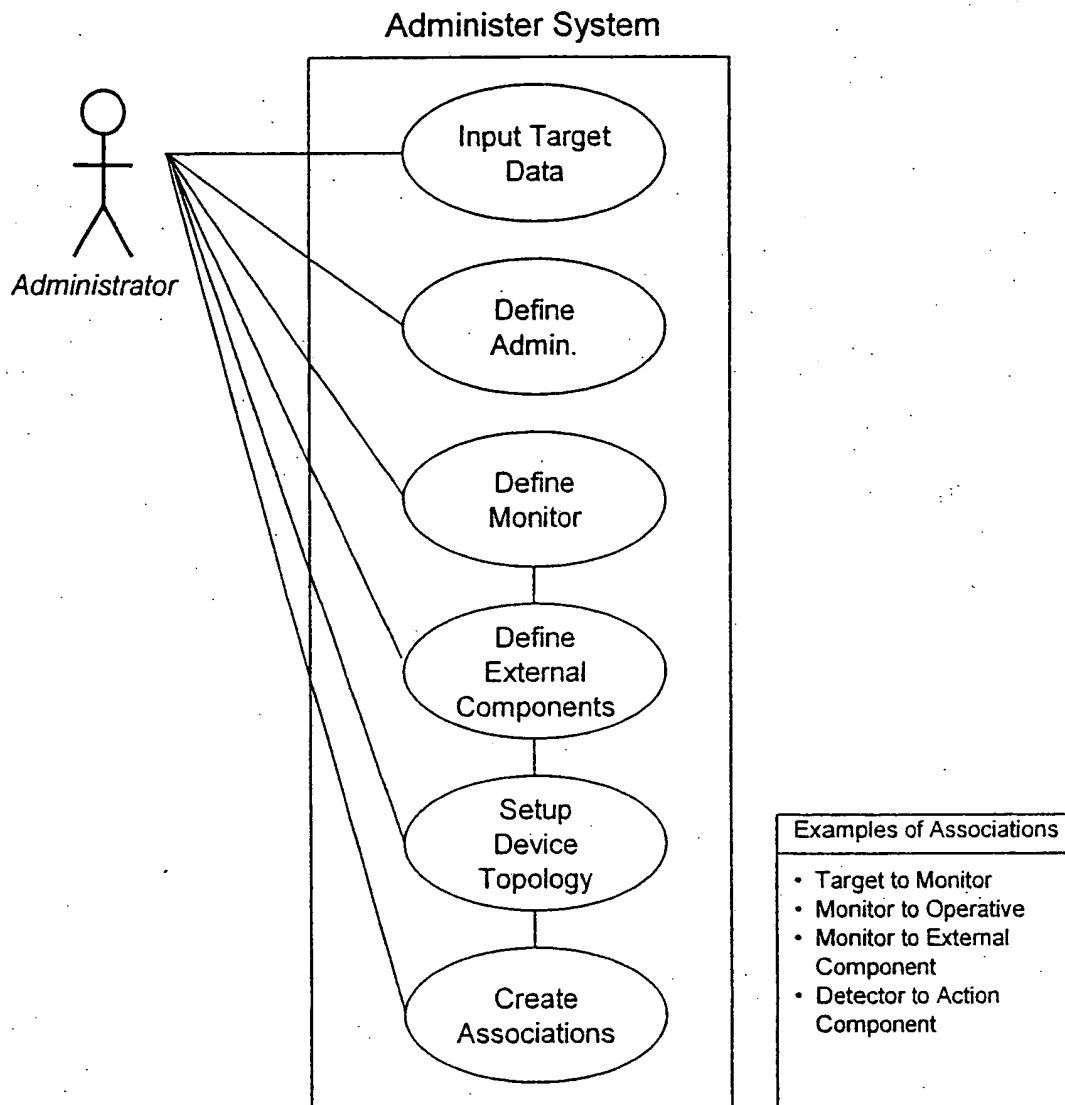 Administer System
Administrator
Input Target
Data
Define
Admin.
Define
Monitor
Define
External
Components
Setup
Device
Topology
Create
Associations
Examples of Associations
• Target to Monitor
• Monitor to Operative
• Monitor to External
Component
• Detector to Action
Component